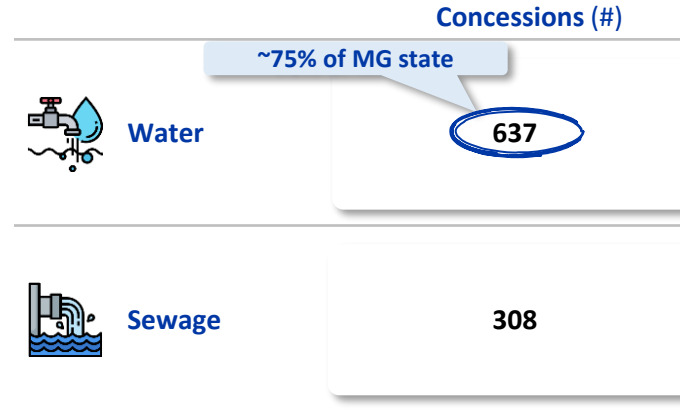 Concessions (#)
~75% of MG state
Water
637
Sewage
308